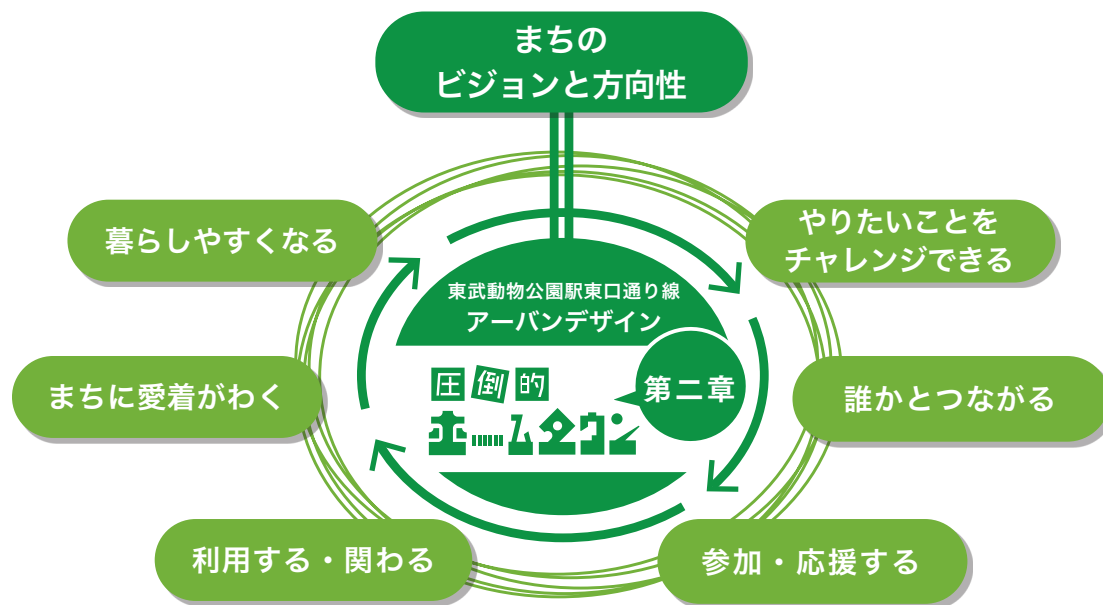 まちの
ビジョンと方向性
暮らしやすくなる
やりたいことを
チャレンジできる
東武動物公園駅東口通り線
アーバンデザイン
圧倒的
ホームタウン
第二章
まちに愛着がわく
誰かとつながる
利用する・関わる
参加・応援する